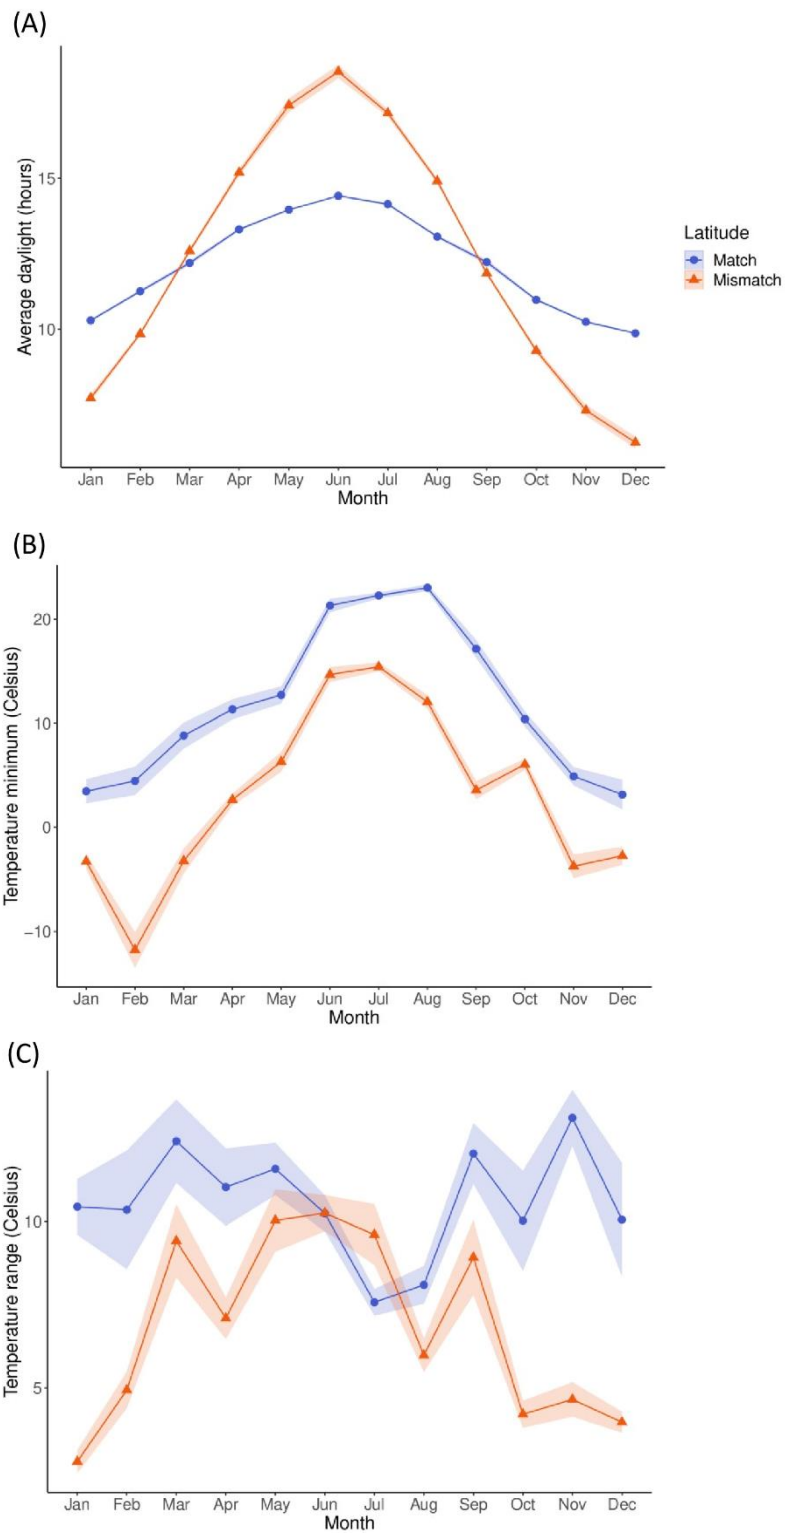 (A)
Average daylight (hours)
15
10
Jan Feb Mar Apr May Jun Jul Aug Sep Oct Nov Dec
Month
Latitude
Match
Mismatch
(B)
Temperature minimum (Celsius)
20
10
0
−10
Jan Feb Mar Apr May Jun Jul Aug Sep Oct Nov Dec
Month
(C)
Temperature range (Celsius)
10
5
Jan Feb Mar Apr May Jun Jul Aug Sep Oct Nov Dec
Month